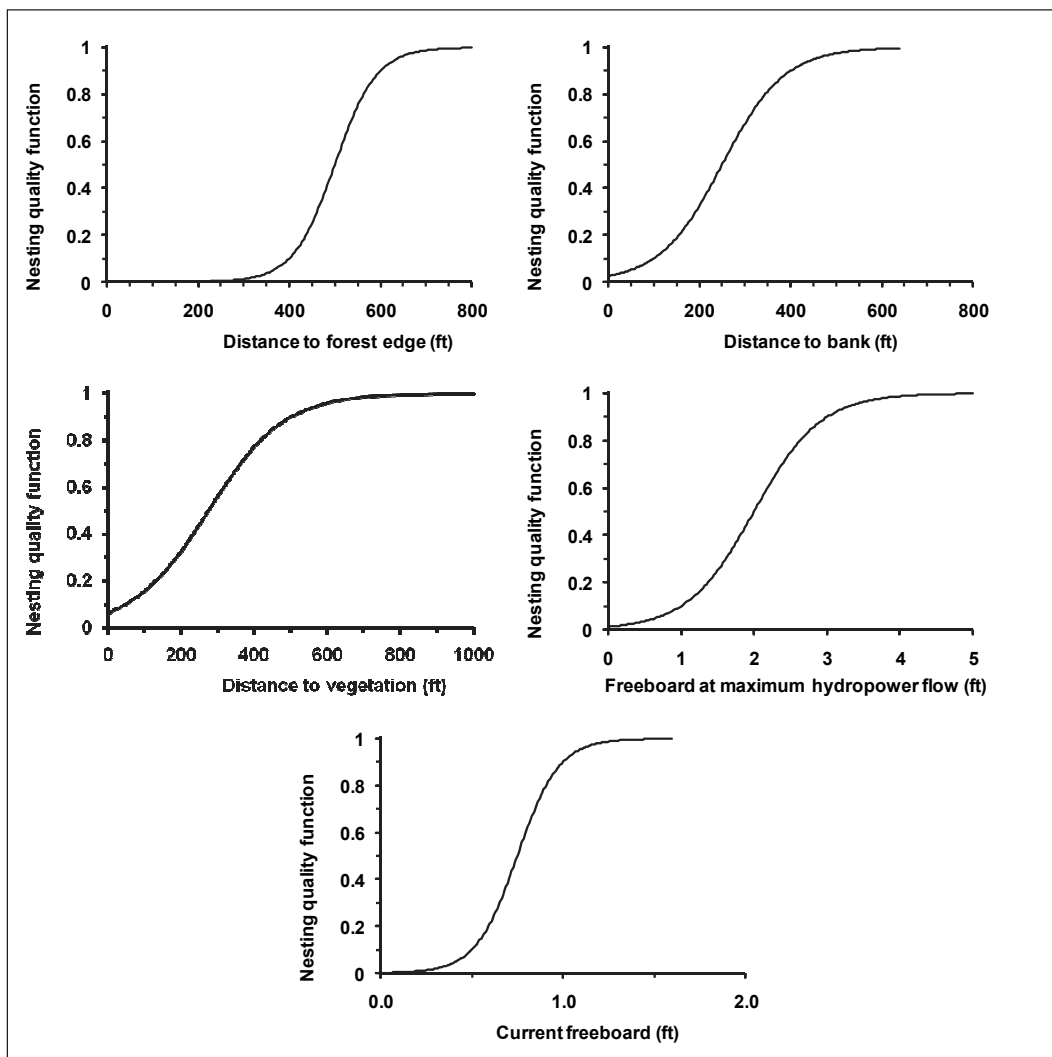 Nesting quality function
1
0.8
0.6
0.4
0.2
0
0 200 400 600 800
Distance to forest edge (ft)
Nesting quality function
1
0.8
0.6
0.4
0.2
0
0 200 400 600 800
Distance to bank (ft)
Nesting quality function
1
0.8
0.6
0.4
0.2
0
0 200 400 600 800 1000
Distance to vegetation (ft)
Nesting quality function
1
0.8
0.6
0.4
0.2
0
0 1 2 3 4 5
Freeboard at maximum hydropower flow (ft)
Nesting quality function
1
0.8
0.6
0.4
0.2
0
0.0 1.0 2.0
Current freeboard (ft)